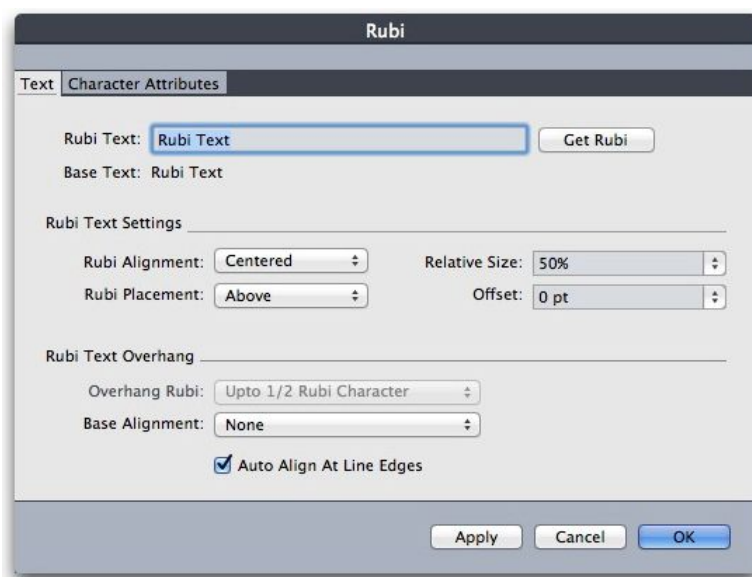 Rubi
Text Character Attributes
Rubi Text: Rubi Text Get Rubi
Base Text: Rubi Text
Rubi Text Settings
Rubi Alignment: Centered Relative Size: 50%
Rubi Placement: Above Offset: 0 pt
Rubi Text Overhang
Overhang Rubi: Upto 1/2 Rubi Character
Base Alignment: None
Auto Align At Line Edges
Apply Cancel OK